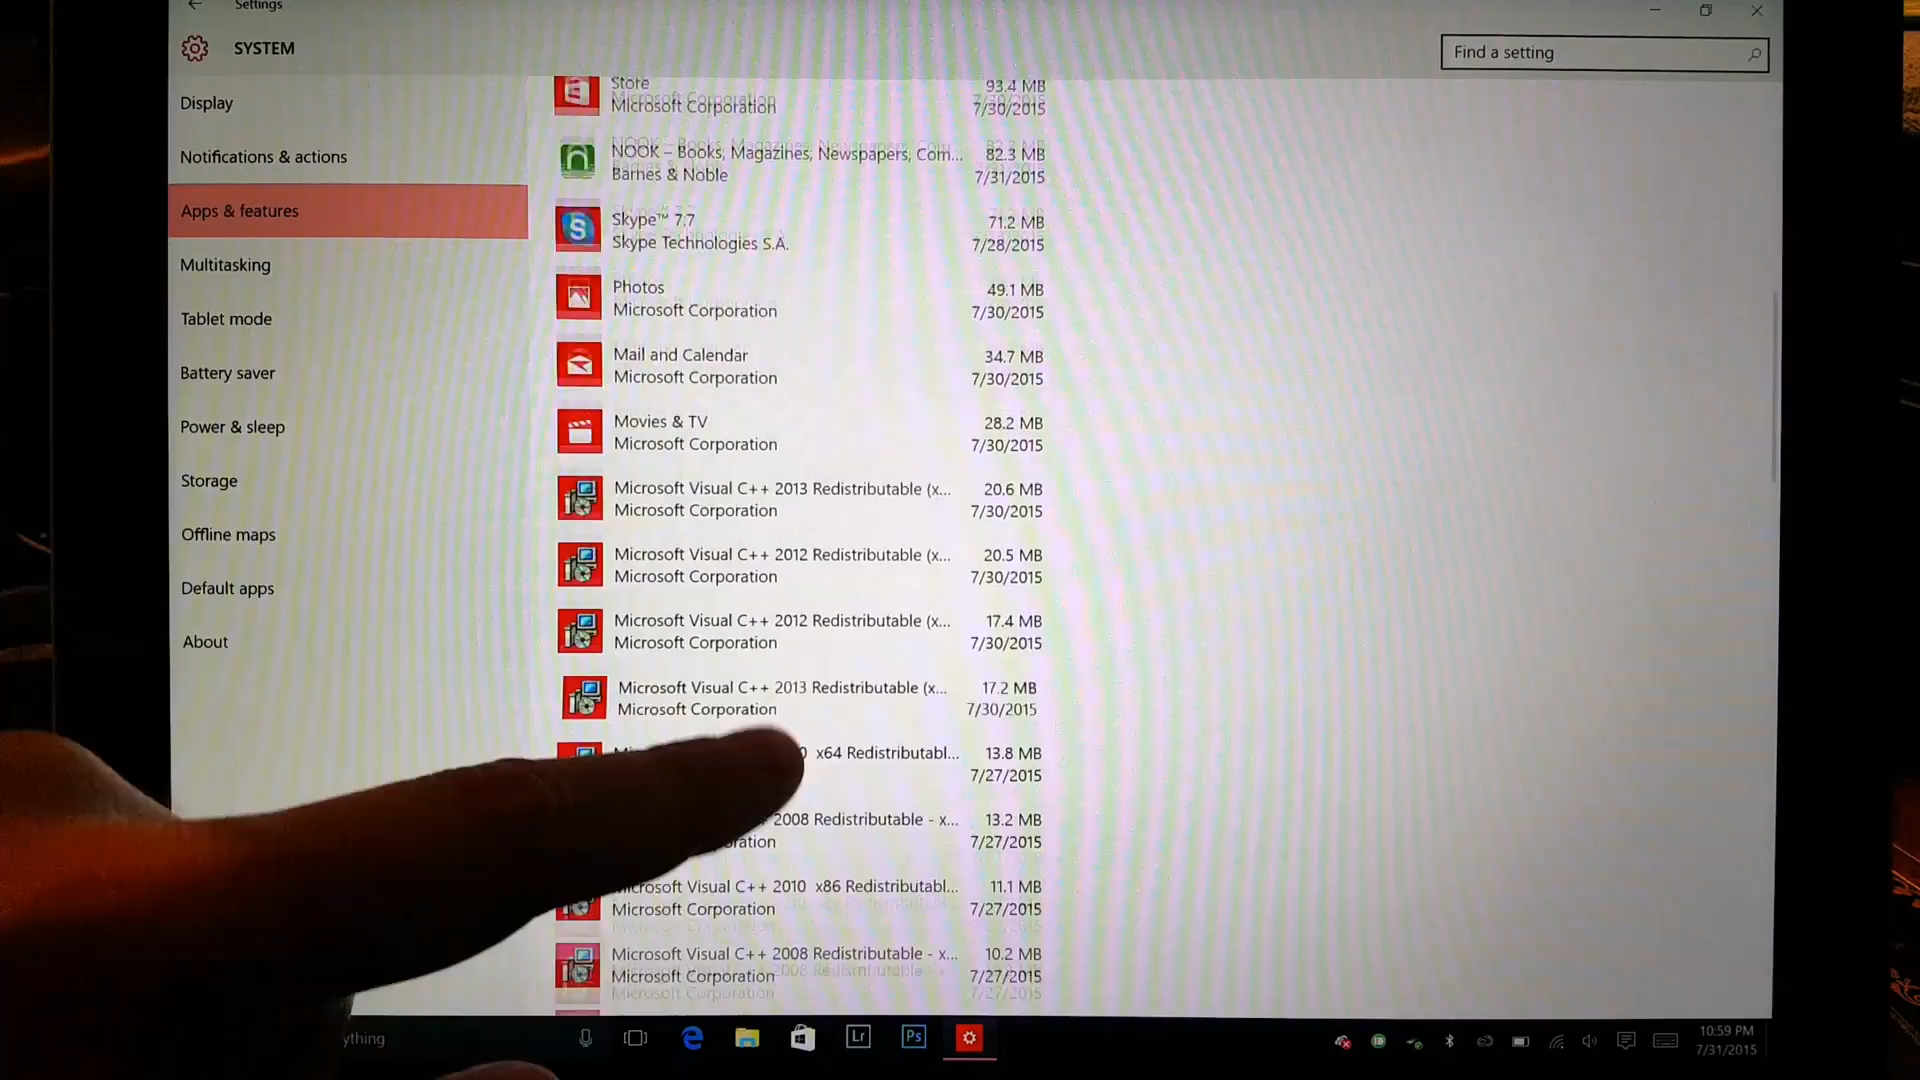 Settings
SYSTEM
Find a setting
Display
Notifications & actions
Apps & features
Multitasking
Tablet mode
Battery saver
Power & sleep
Storage
Offline maps
Default apps
About
Store 93.4 MB
Microsoft Corporation 7/30/2015
NOOK – Books, Magazines, Newspapers, Com... 82.3 MB
Barnes & Noble 7/31/2015
Skype™ 7.7 71.2 MB
Skype Technologies S.A. 7/28/2015
Photos 49.1 MB
Microsoft Corporation 7/30/2015
Mail and Calendar 34.7 MB
Microsoft Corporation 7/30/2015
Movies & TV 28.2 MB
Microsoft Corporation 7/30/2015
Microsoft Visual C++ 2013 Redistributable (x... 20.6 MB
Microsoft Corporation 7/30/2015
Microsoft Visual C++ 2012 Redistributable (x... 20.5 MB
Microsoft Corporation 7/30/2015
Microsoft Visual C++ 2012 Redistributable (x... 17.4 MB
Microsoft Corporation 7/30/2015
Microsoft Visual C++ 2013 Redistributable (x... 17.2 MB
Microsoft Corporation 7/30/2015
x64 Redistributabl... 13.8 MB
7/27/2015
2008 Redistributable - x... 13.2 MB
7/27/2015
Microsoft Visual C++ 2010 x86 Redistributabl... 11.1 MB
Microsoft Corporation 7/27/2015
Microsoft Visual C++ 2008 Redistributable - x... 10.2 MB
Microsoft Corporation 7/27/2015
ything
Lr
Ps
10:59 PM
7/31/2015